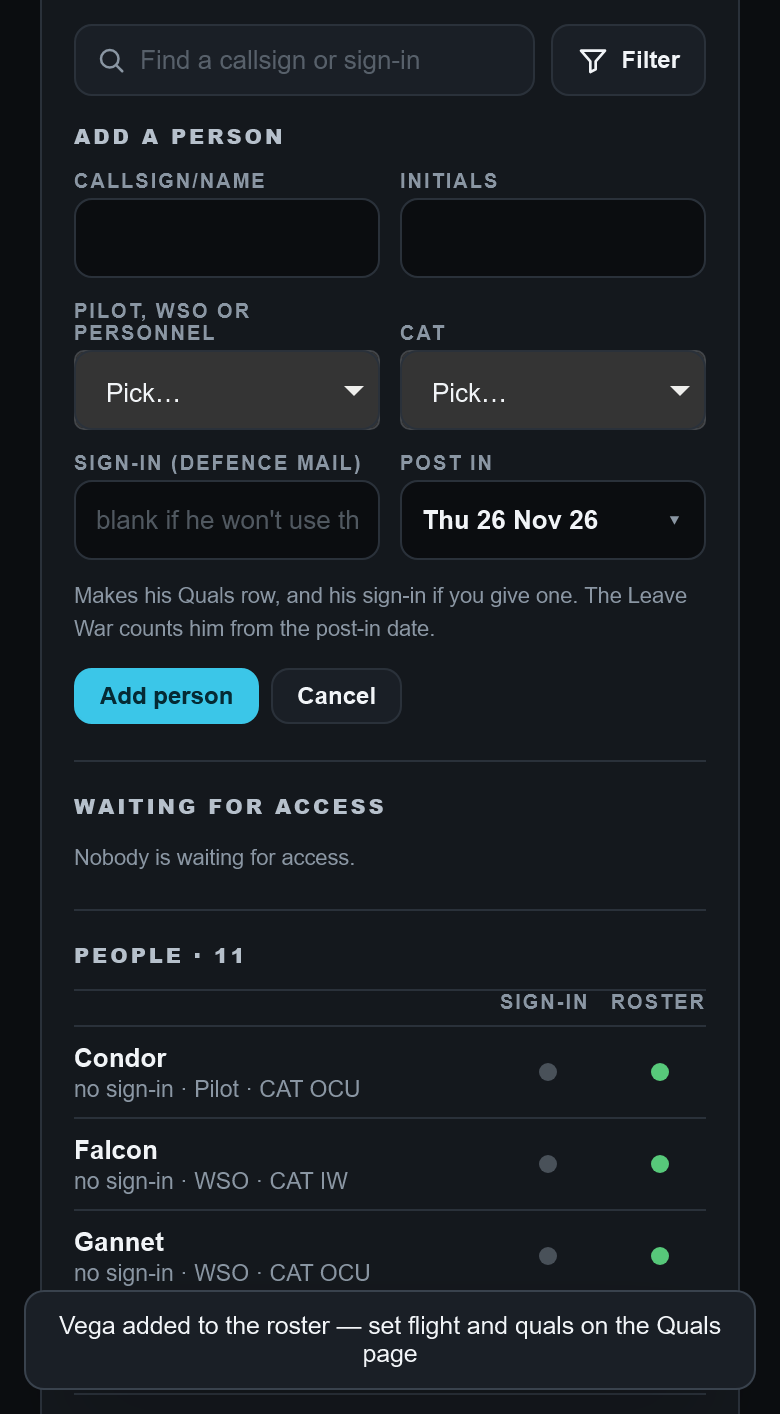 Find a callsign or sign-in
Filter
ADD A PERSON
CALLSIGN/NAME
INITIALS
PILOT, WSO OR
PERSONNEL
CAT
Pick…
Pick…
SIGN-IN (DEFENCE MAIL)
POST IN
blank if he won't use th
Thu 26 Nov 26
Makes his Quals row, and his sign-in if you give one. The Leave
War counts him from the post-in date.
Add person
Cancel
WAITING FOR ACCESS
Nobody is waiting for access.
PEOPLE · 11
SIGN-IN
ROSTER
Condor
no sign-in · Pilot · CAT OCU
Falcon
no sign-in · WSO · CAT IW
Gannet
no sign-in · WSO · CAT OCU
Vega added to the roster — set flight and quals on the Quals
page